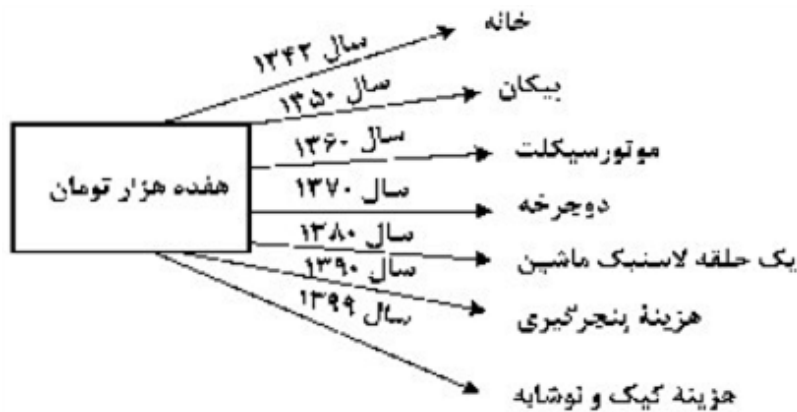 خانه
سال ۱۳۴۲
پیکان
سال ۱۳۵۰
موتورسیکلت
سال ۱۳۶۰
هفده هزار تومان
سال ۱۳۷۰
دوچرخه
سال ۱۳۸۰
یک حلقه لاستیک ماشین
سال ۱۳۹۰
هزینهٔ پنچرگیری
سال ۱۳۹۹
هزینه کیک و نوشابه